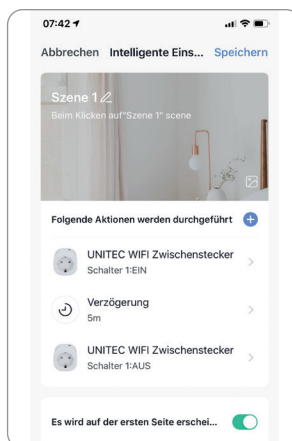 07:42
Abbrechen Intelligente Eins... Speichern
Szene 1
Beim Klicken auf"Szene 1" scene
Folgende Aktionen werden durchgeführt
UNITEC WIFI Zwischenstecker
Schalter 1:EIN
Verzögerung
5m
UNITEC WIFI Zwischenstecker
Schalter 1:AUS
Es wird auf der ersten Seite erschei...